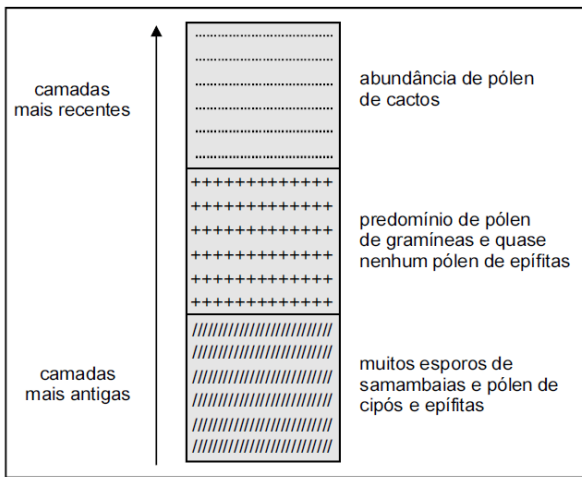 camadas
mais recentes
abundância de pólen
de cactos
predomínio de pólen
de gramíneas e quase
nenhum pólen de epífitas
camadas
mais antigas
muitos esporos de
samambaias e pólen de
cipós e epífitas